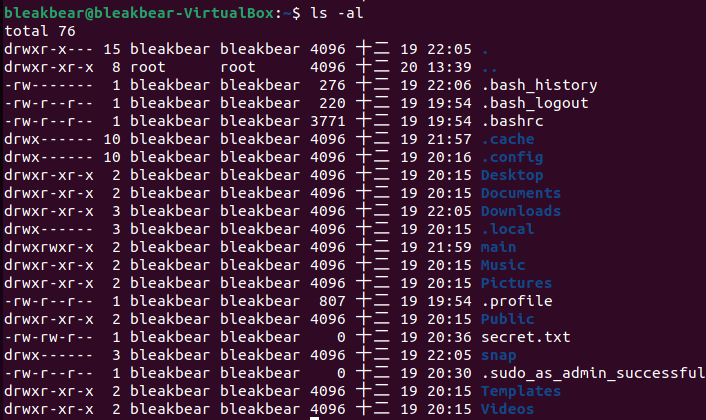 bleakbear@bleakbear-VirtualBox:~$ ls -al
total 76
drwxr-x--- 15 bleakbear bleakbear 4096 十二 19 22:05 .
drwxr-xr-x  8 root      root      4096 十二 20 13:39 ..
-rw-------  1 bleakbear bleakbear  276 十二 19 22:06 .bash_history
-rw-r--r--  1 bleakbear bleakbear  220 十二 19 19:54 .bash_logout
-rw-r--r--  1 bleakbear bleakbear 3771 十二 19 19:54 .bashrc
drwx------ 10 bleakbear bleakbear 4096 十二 19 21:57 .cache
drwx------ 10 bleakbear bleakbear 4096 十二 19 20:16 .config
drwxr-xr-x  2 bleakbear bleakbear 4096 十二 19 20:15 Desktop
drwxr-xr-x  2 bleakbear bleakbear 4096 十二 19 20:15 Documents
drwxr-xr-x  3 bleakbear bleakbear 4096 十二 19 22:05 Downloads
drwx------  3 bleakbear bleakbear 4096 十二 19 20:15 .local
drwxrwxr-x  2 bleakbear bleakbear 4096 十二 19 21:59 main
drwxr-xr-x  2 bleakbear bleakbear 4096 十二 19 20:15 Music
drwxr-xr-x  2 bleakbear bleakbear 4096 十二 19 20:15 Pictures
-rw-r--r--  1 bleakbear bleakbear  807 十二 19 19:54 .profile
drwxr-xr-x  2 bleakbear bleakbear 4096 十二 19 20:15 Public
-rw-rw-r--  1 bleakbear bleakbear    0 十二 19 20:36 secret.txt
drwx------  3 bleakbear bleakbear 4096 十二 19 22:05 snap
-rw-r--r--  1 bleakbear bleakbear    0 十二 19 20:30 .sudo_as_admin_successful
drwxr-xr-x  2 bleakbear bleakbear 4096 十二 19 20:15 Templates
drwxr-xr-x  2 bleakbear bleakbear 4096 十二 19 20:15 Videos